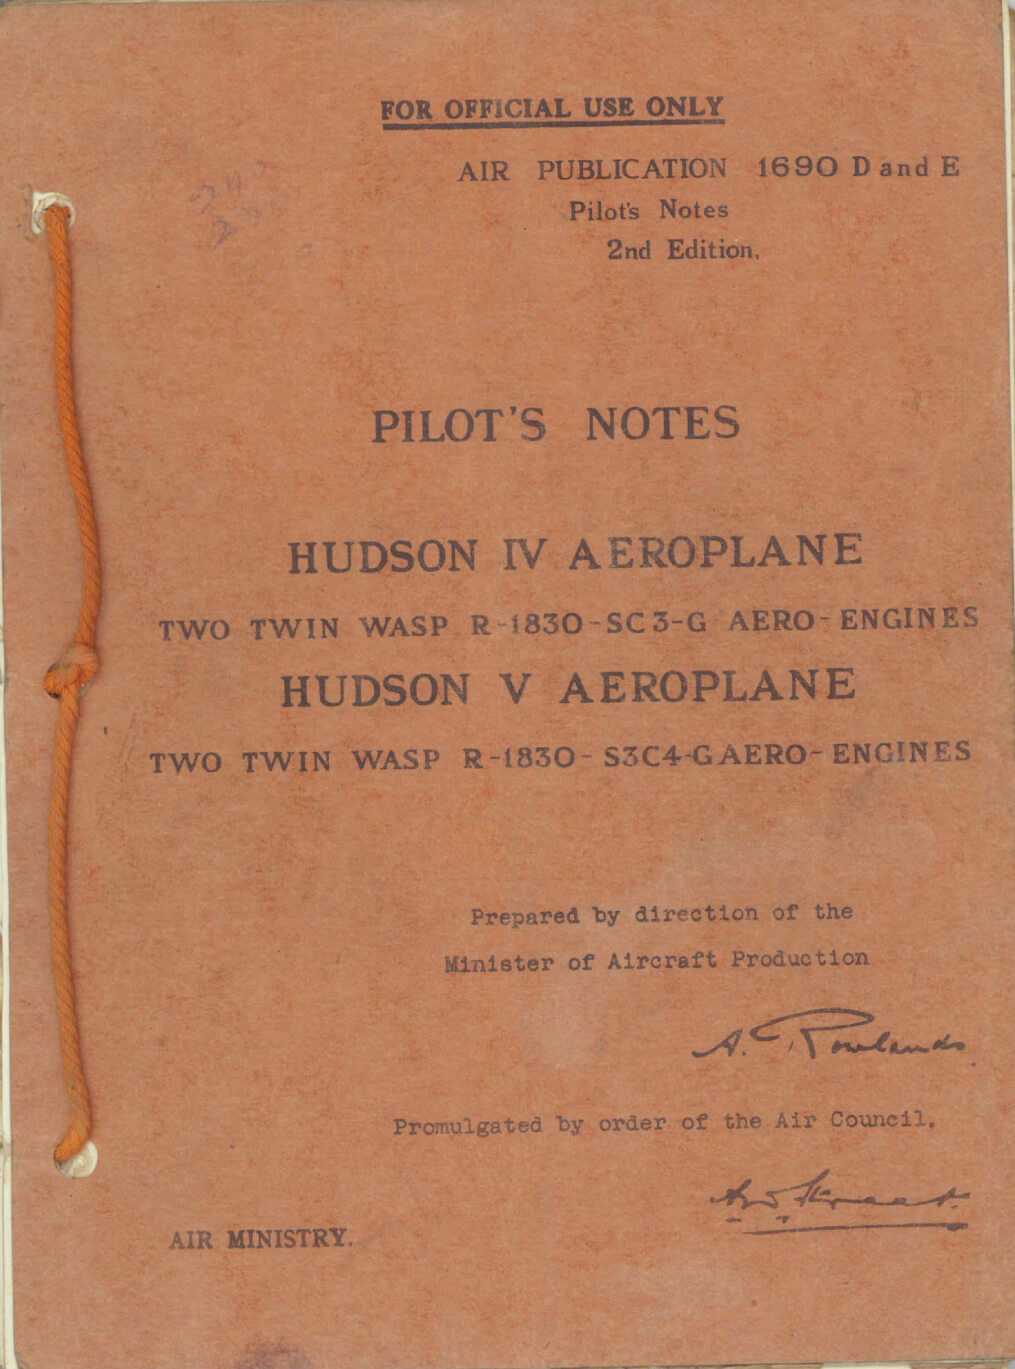 FOR OFFICIAL USE ONLY
AIR PUBLICATION 1690 D and E
Pilot's Notes
2nd Edition.
PILOT'S NOTES
HUDSON IV AEROPLANE
TWO TWIN WASP R-1830-SC3-G AERO-ENGINES
HUDSON V AEROPLANE
TWO TWIN WASP R-1830-S3C4-G AERO-ENGINES
Prepared by direction of the
Minister of Aircraft Production
A. Rowlands
Promulgated by order of the Air Council.
AIR MINISTRY.